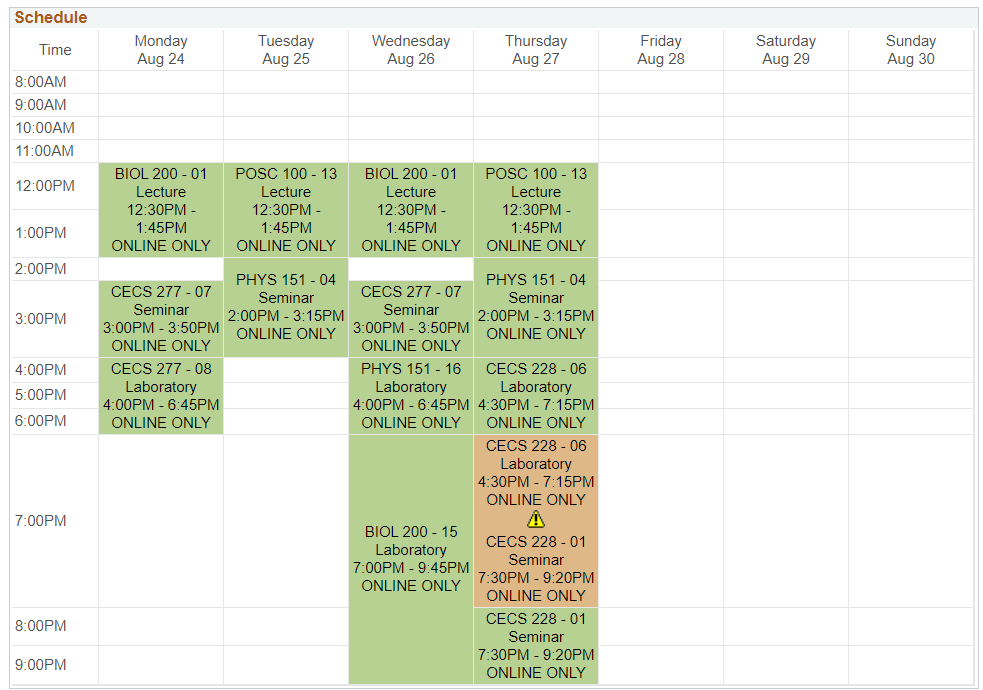 Schedule
Time
Monday
Aug 24
Tuesday
Aug 25
Wednesday
Aug 26
Thursday
Aug 27
Friday
Aug 28
Saturday
Aug 29
Sunday
Aug 30
8:00AM
9:00AM
10:00AM
11:00AM
12:00PM
BIOL 200 - 01
Lecture
12:30PM -
1:45PM
ONLINE ONLY
POSC 100 - 13
Lecture
12:30PM -
1:45PM
ONLINE ONLY
BIOL 200 - 01
Lecture
12:30PM -
1:45PM
ONLINE ONLY
POSC 100 - 13
Lecture
12:30PM -
1:45PM
ONLINE ONLY
1:00PM
2:00PM
PHYS 151 - 04
Seminar
2:00PM - 3:15PM
ONLINE ONLY
PHYS 151 - 04
Seminar
2:00PM - 3:15PM
ONLINE ONLY
3:00PM
CECS 277 - 07
Seminar
3:00PM - 3:50PM
ONLINE ONLY
CECS 277 - 07
Seminar
3:00PM - 3:50PM
ONLINE ONLY
4:00PM
CECS 277 - 08
Laboratory
4:00PM - 6:45PM
ONLINE ONLY
PHYS 151 - 16
Laboratory
4:00PM - 6:45PM
ONLINE ONLY
CECS 228 - 06
Laboratory
4:30PM - 7:15PM
ONLINE ONLY
5:00PM
6:00PM
7:00PM
BIOL 200 - 15
Laboratory
7:00PM - 9:45PM
ONLINE ONLY
CECS 228 - 06
Laboratory
4:30PM - 7:15PM
ONLINE ONLY
CECS 228 - 01
Seminar
7:30PM - 9:20PM
ONLINE ONLY
8:00PM
CECS 228 - 01
Seminar
7:30PM - 9:20PM
ONLINE ONLY
9:00PM